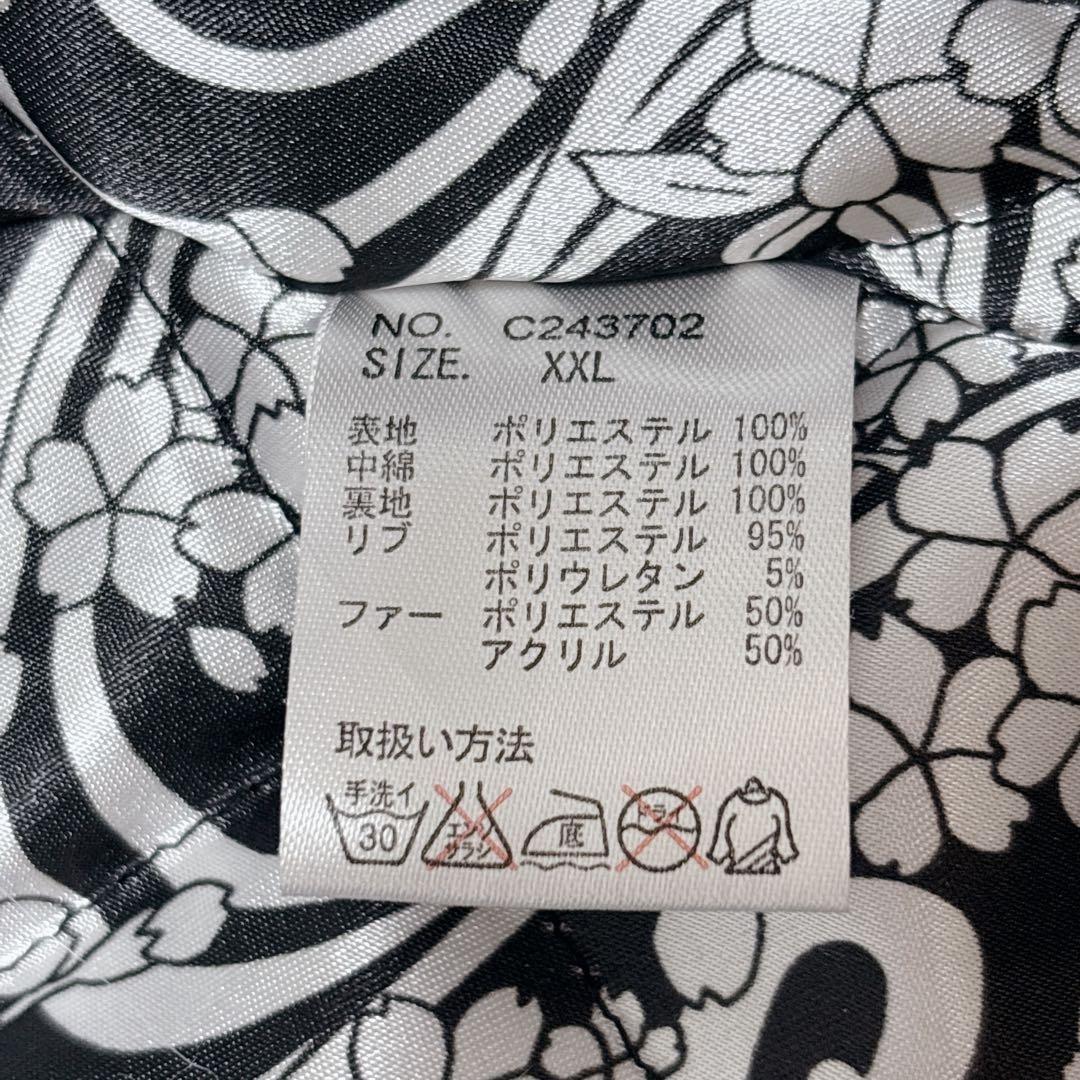 NO. C243702
SIZE. XXL
表地 ポリエステル 100%
中綿 ポリエステル 100%
裏地 ポリエステル 100%
リブ ポリエステル 95%
ポリウレタン 5%
ファー ポリエステル 50%
アクリル 50%
取扱い方法
手洗イ
30
エンソ
サラシ
底
ドライ